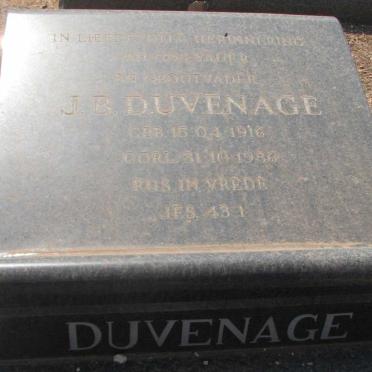 IN LIEFDEVOLLE HERINNERING
AAN ONS VADER
EN GROOTVADER
J.B. DUVENAGE
GEB. 15.04.1916
OORL. 31.10.1980
RUS IN VREDE
JES. 43:1
DUVENAGE